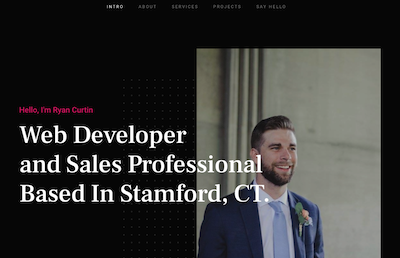 INTRO ABOUT SERVICES PROJECTS SAY HELLO
Hello, I'm Ryan Curtin
Web Developer
and Sales Professional
Based In Stamford, CT.